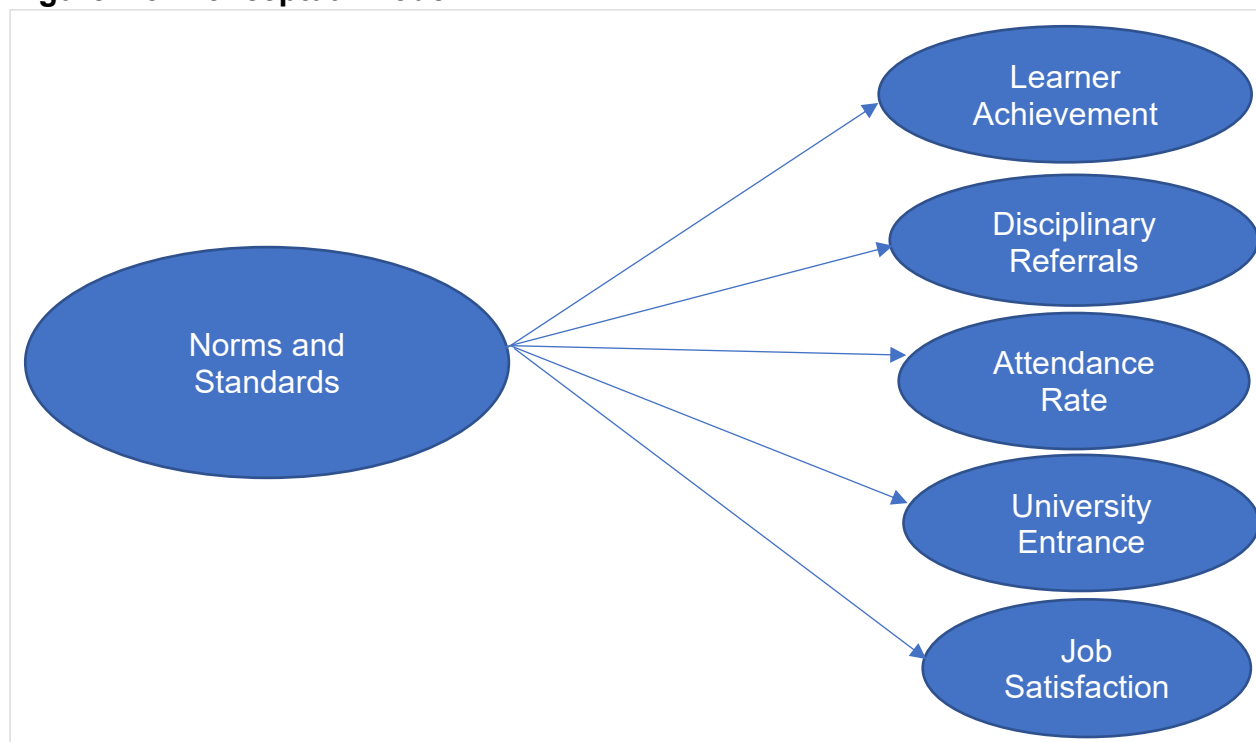 Learner
Achievement
Disciplinary
Referrals
Norms and
Standards
Attendance
Rate
University
Entrance
Job
Satisfaction